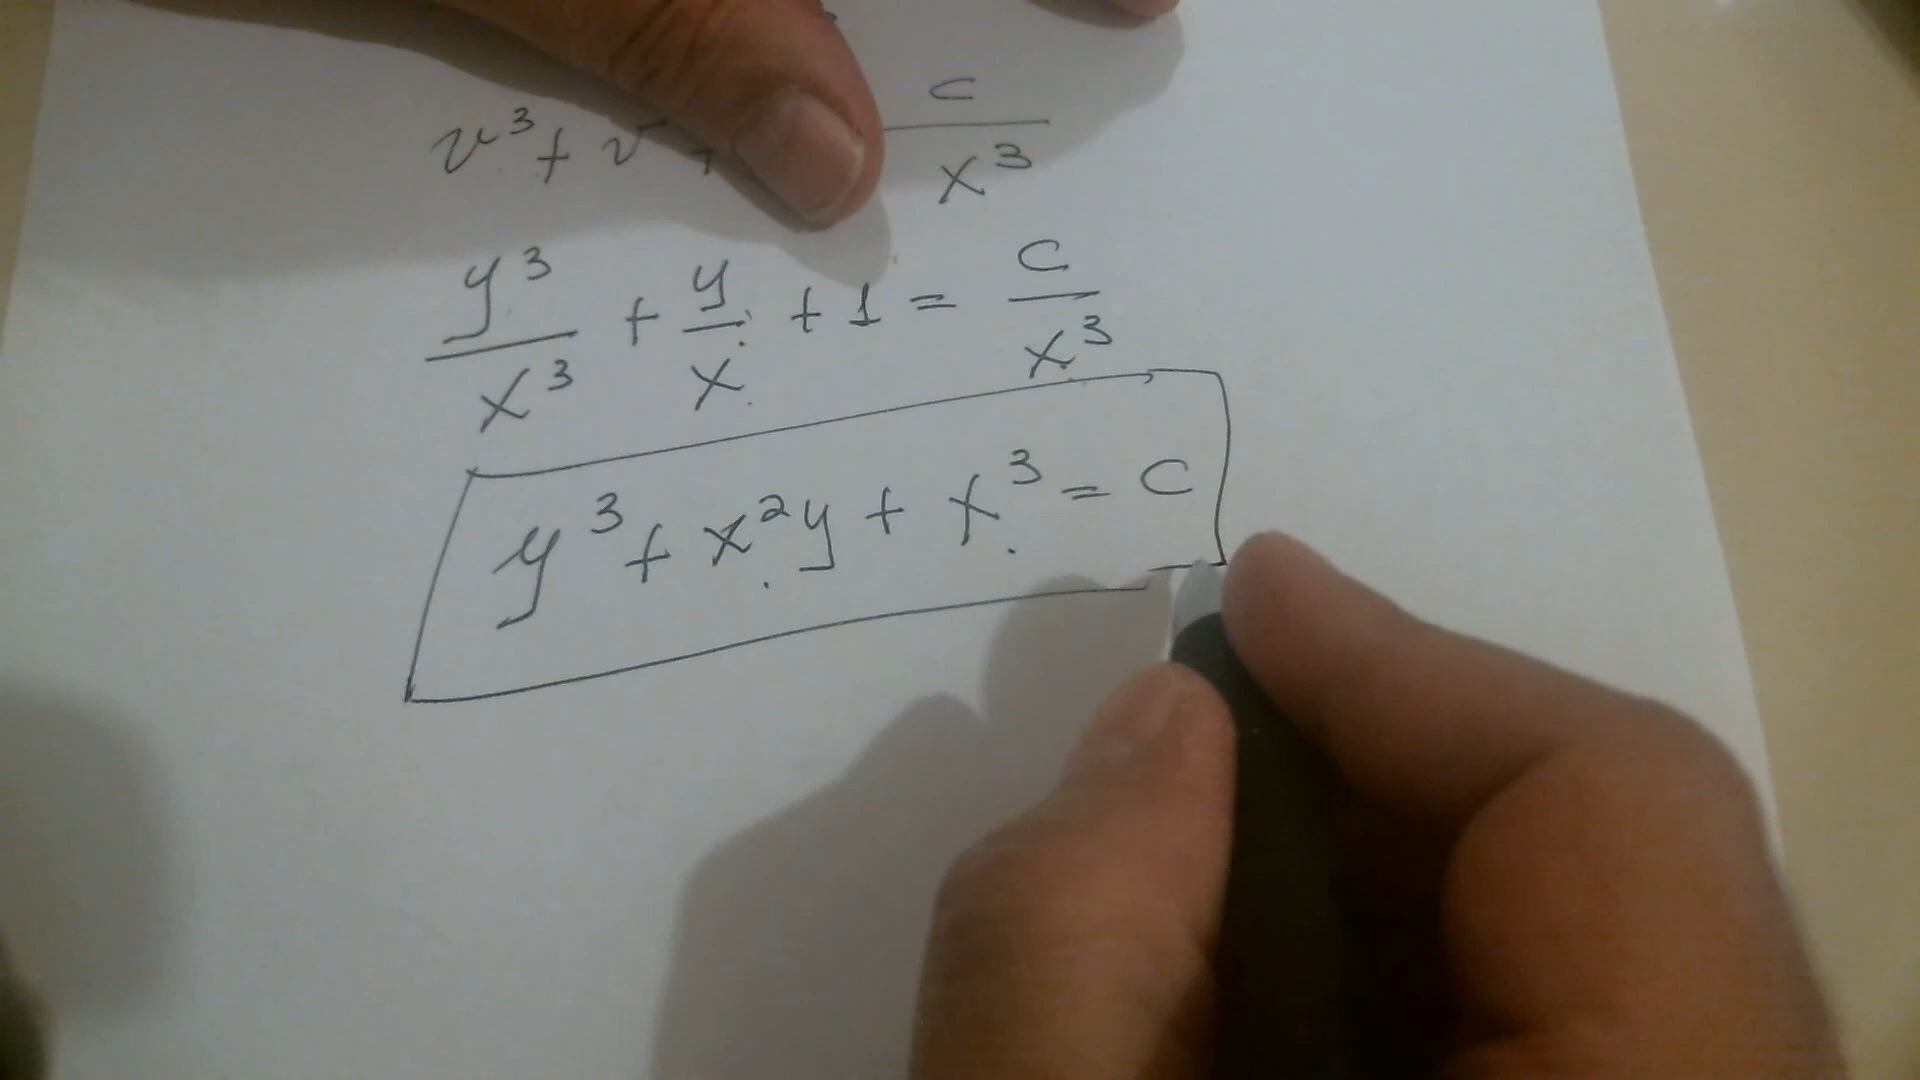 v³ + v + c/x³
y³/x³ + y/x + 1 = c/x³
y³ + x²y + x³ = c